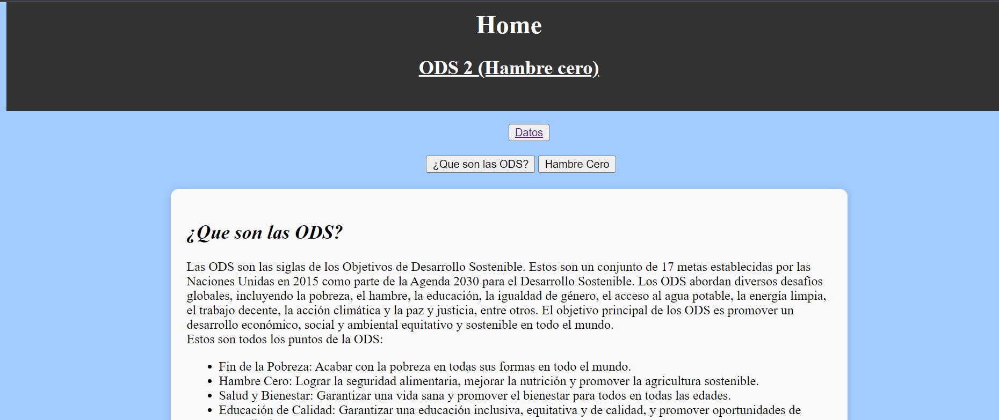 Home
ODS 2 (Hambre cero)
Datos
¿Que son las ODS? Hambre Cero
¿Que son las ODS?
Las ODS son las siglas de los Objetivos de Desarrollo Sostenible. Estos son un conjunto de 17 metas establecidas por las
Naciones Unidas en 2015 como parte de la Agenda 2030 para el Desarrollo Sostenible. Los ODS abordan diversos desafíos
globales, incluyendo la pobreza, el hambre, la educación, la igualdad de género, el acceso al agua potable, la energía limpia,
el trabajo decente, la acción climática y la paz y justicia, entre otros. El objetivo principal de los ODS es promover un
desarrollo económico, social y ambiental equitativo y sostenible en todo el mundo.
Estos son todos los puntos de la ODS:
• Fin de la Pobreza: Acabar con la pobreza en todas sus formas en todo el mundo.
• Hambre Cero: Lograr la seguridad alimentaria, mejorar la nutrición y promover la agricultura sostenible.
• Salud y Bienestar: Garantizar una vida sana y promover el bienestar para todos en todas las edades.
• Educación de Calidad: Garantizar una educación inclusiva, equitativa y de calidad, y promover oportunidades de